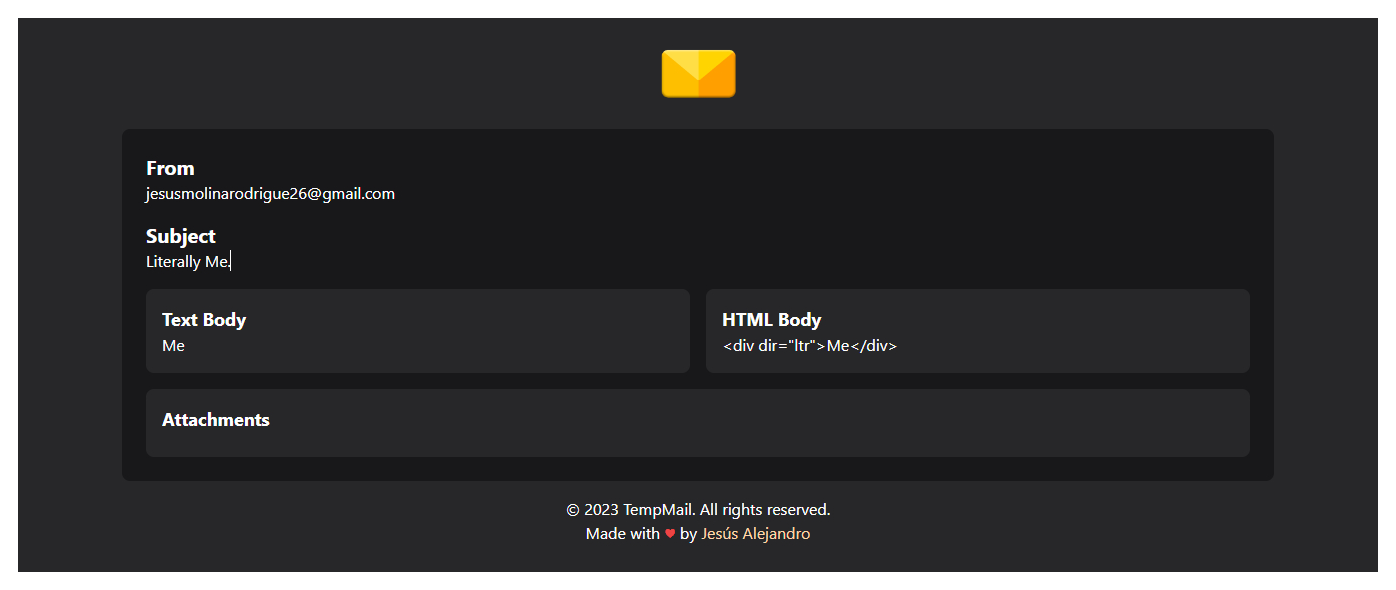 From
jesusmolinarodrigue26@gmail.com
Subject
Literally Me.
Text Body
Me
HTML Body
<div dir="ltr">Me</div>
Attachments
© 2023 TempMail. All rights reserved.
Made with ♥ by Jesús Alejandro